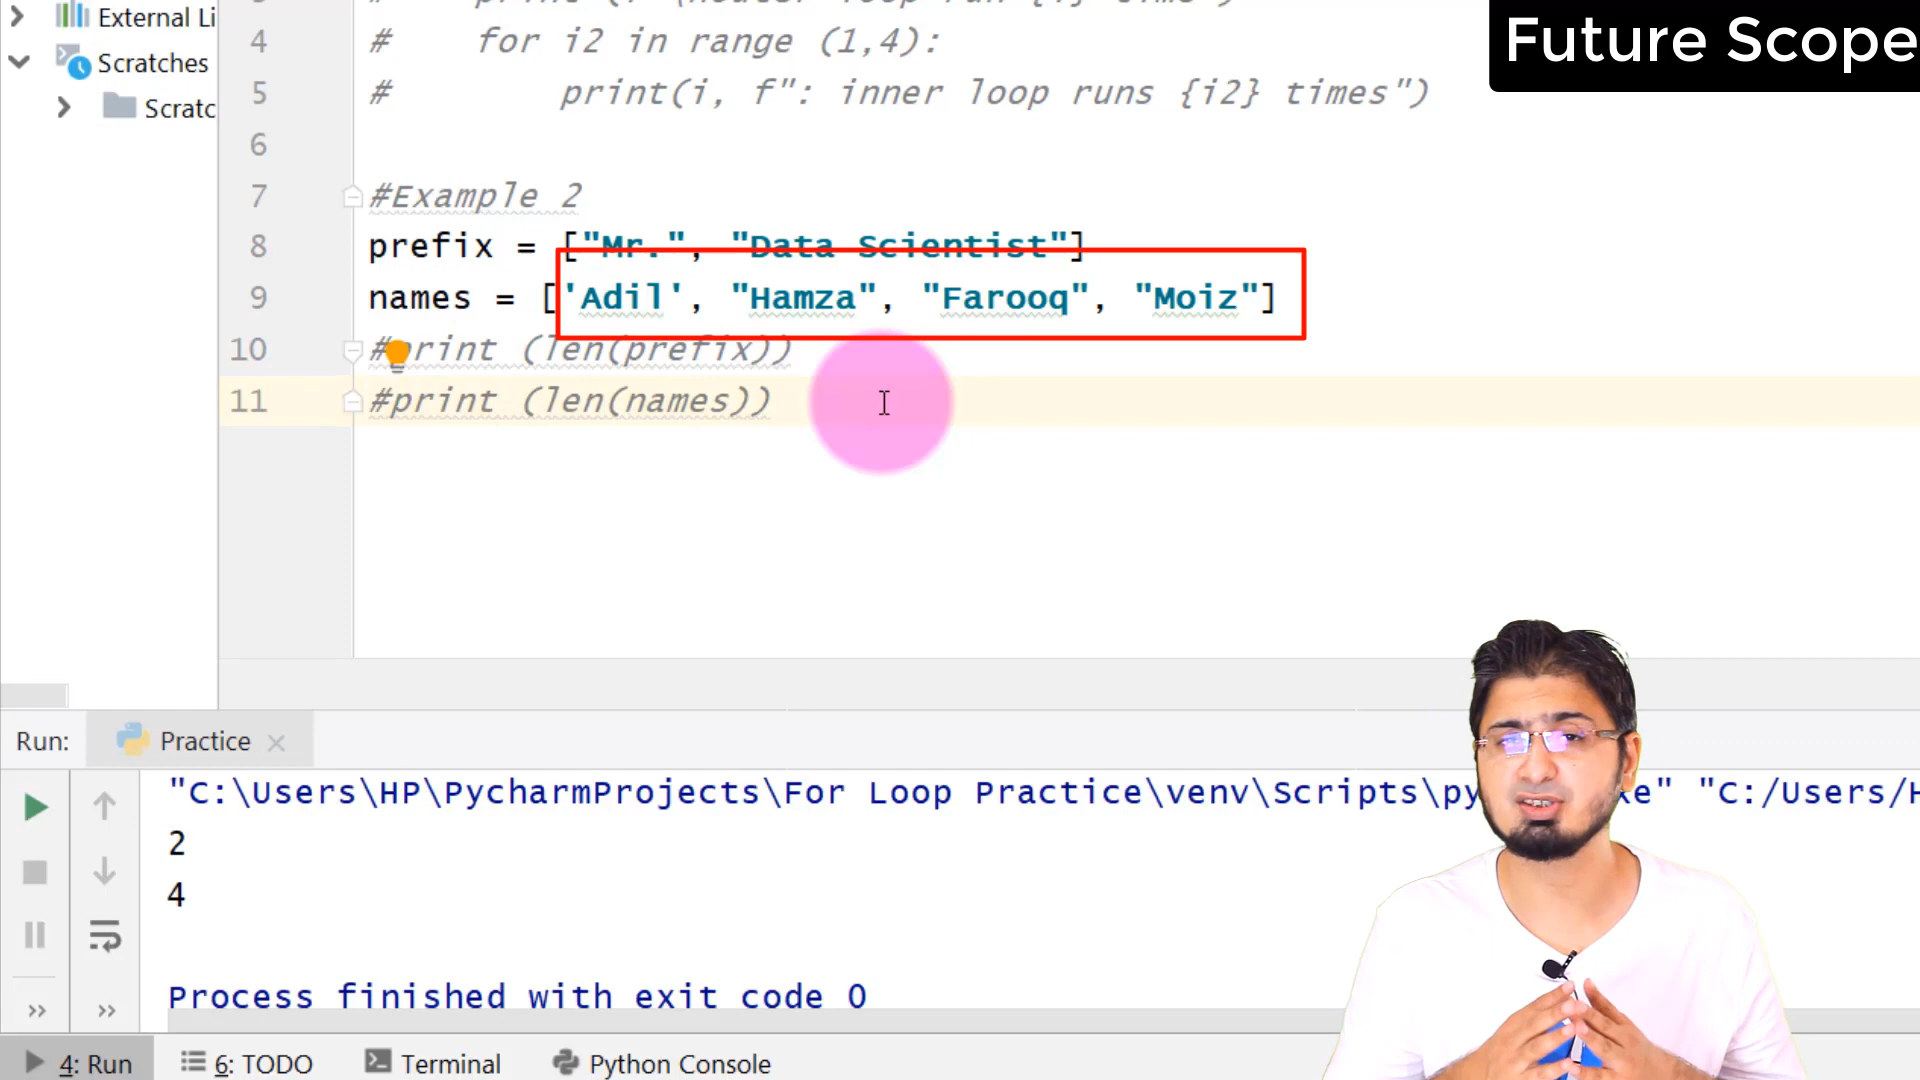 Future Scope
External Li
Scratches
Scratc
4 # for i2 in range (1,4):
5 # print(i, f": inner loop runs {i2} times")
6
7 #Example 2
8 prefix = ["Mr.", "Data Scientist"]
9 names = ['Adil', "Hamza", "Farooq", "Moiz"]
10 #print (len(prefix))
11 #print (len(names))
Run: Practice
"C:\Users\HP\PycharmProjects\For Loop Practice\venv\Scripts\py xe" "C:/Users/H
2
4
Process finished with exit code 0
4: Run 6: TODO Terminal Python Console